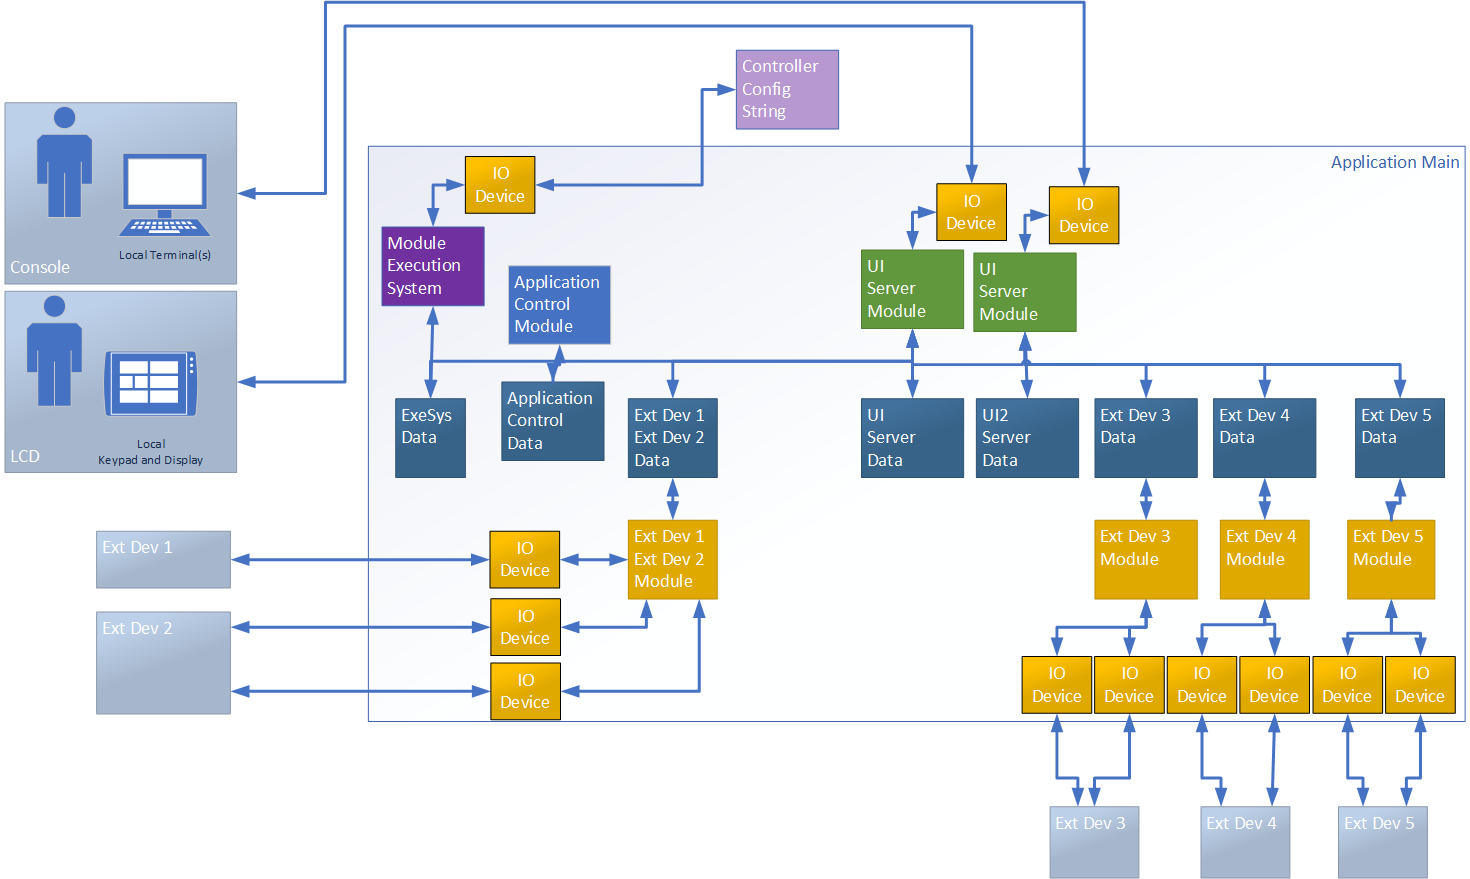 Controller
Config
String
Application Main
IO
Device
IO
Device
IO
Device
Local Terminal(s)
Console
Module
Execution
System
Application
Control
Module
UI
Server
Module
UI
Server
Module
Local
Keypad and Display
LCD
ExeSys
Data
Application
Control
Data
Ext Dev 1
Ext Dev 2
Data
UI
Server
Data
UI2
Server
Data
Ext Dev 3
Data
Ext Dev 4
Data
Ext Dev 5
Data
Ext Dev 1
IO
Device
Ext Dev 1
Ext Dev 2
Module
Ext Dev 3
Module
Ext Dev 4
Module
Ext Dev 5
Module
Ext Dev 2
IO
Device
IO
Device
IO
Device
IO
Device
IO
Device
IO
Device
IO
Device
IO
Device
Ext Dev 3
Ext Dev 4
Ext Dev 5